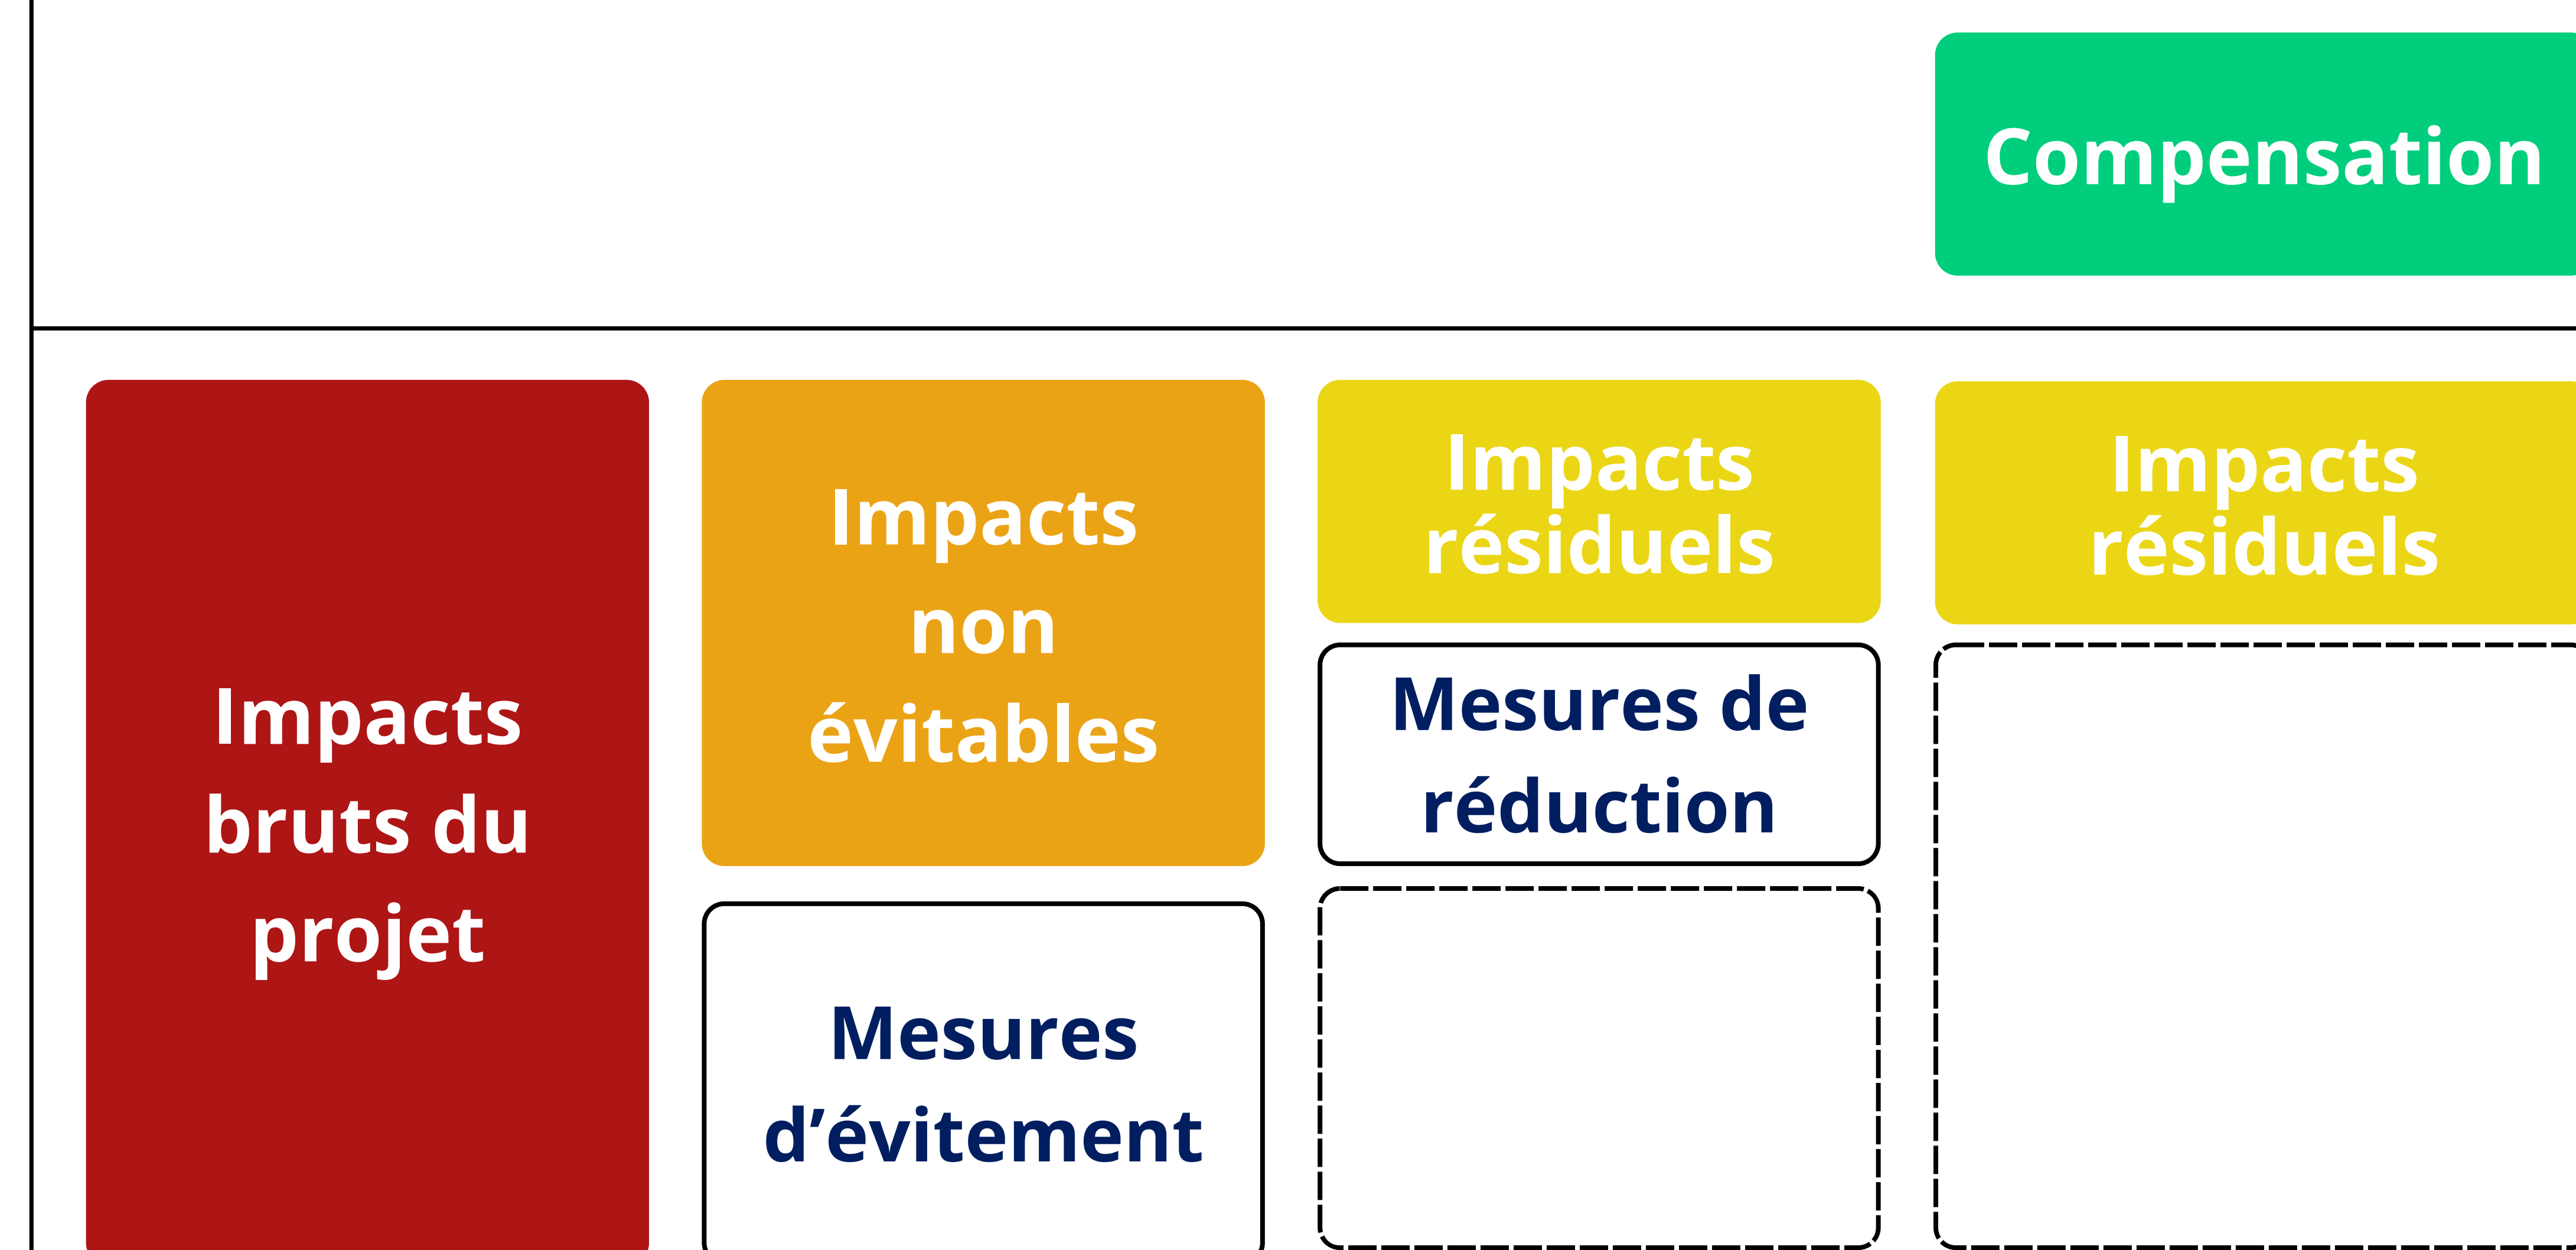 Compensation
Impacts
bruts du
projet
Impacts
non
évitables
Mesures
d’évitement
Impacts
résiduels
Mesures de
réduction
Impacts
résiduels